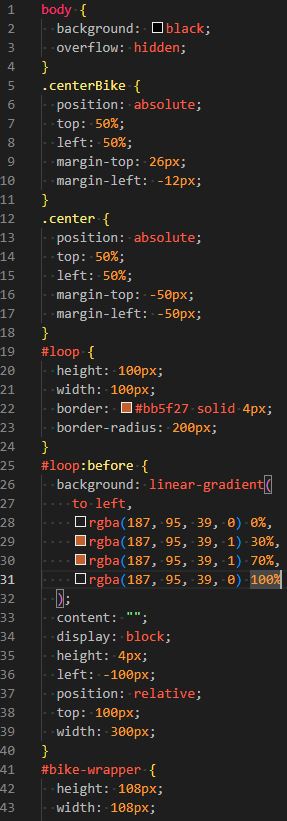 1 body {
2   background: black;
3   overflow: hidden;
4 }
5 .centerBike {
6   position: absolute;
7   top: 50%;
8   left: 50%;
9   margin-top: 26px;
10   margin-left: -12px;
11 }
12 .center {
13   position: absolute;
14   top: 50%;
15   left: 50%;
16   margin-top: -50px;
17   margin-left: -50px;
18 }
19 #loop {
20   height: 100px;
21   width: 100px;
22   border: #bb5f27 solid 4px;
23   border-radius: 200px;
24 }
25 #loop:before {
26   background: linear-gradient(
27     to left,
28     rgba(187, 95, 39, 0) 0%,
29     rgba(187, 95, 39, 1) 30%,
30     rgba(187, 95, 39, 1) 70%,
31     rgba(187, 95, 39, 0) 100%
32   );
33   content: "";
34   display: block;
35   height: 4px;
36   left: -100px;
37   position: relative;
38   top: 100px;
39   width: 300px;
40 }
41 #bike-wrapper {
42   height: 108px;
43   width: 108px;